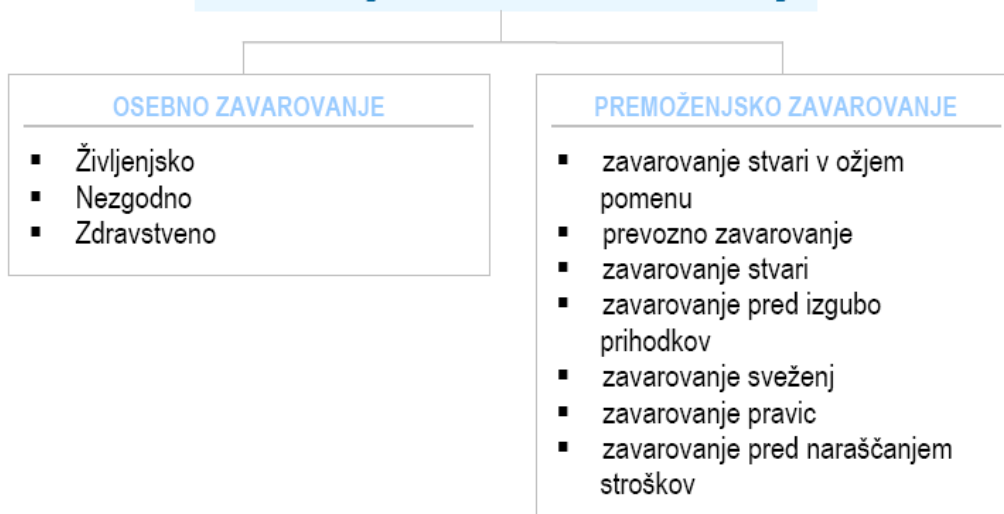 OSEBNO ZAVAROVANJE
▪ Življenjsko
▪ Nezgodno
▪ Zdravstveno
PREMOŽENJSKO ZAVAROVANJE
▪ zavarovanje stvari v ožjem
pomenu
▪ prevozno zavarovanje
▪ zavarovanje stvari
▪ zavarovanje pred izgubo
prihodkov
▪ zavarovanje sveženj
▪ zavarovanje pravic
▪ zavarovanje pred naraščanjem
stroškov